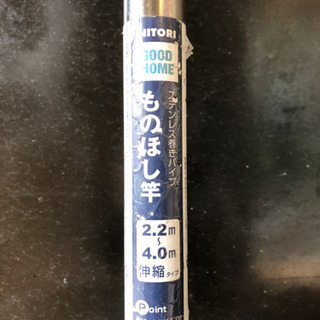 NITORI
GOOD
HOME
ステンレス巻きパイプ
ものほし竿
2.2m
〜
4.0m
伸縮タイプ
Point